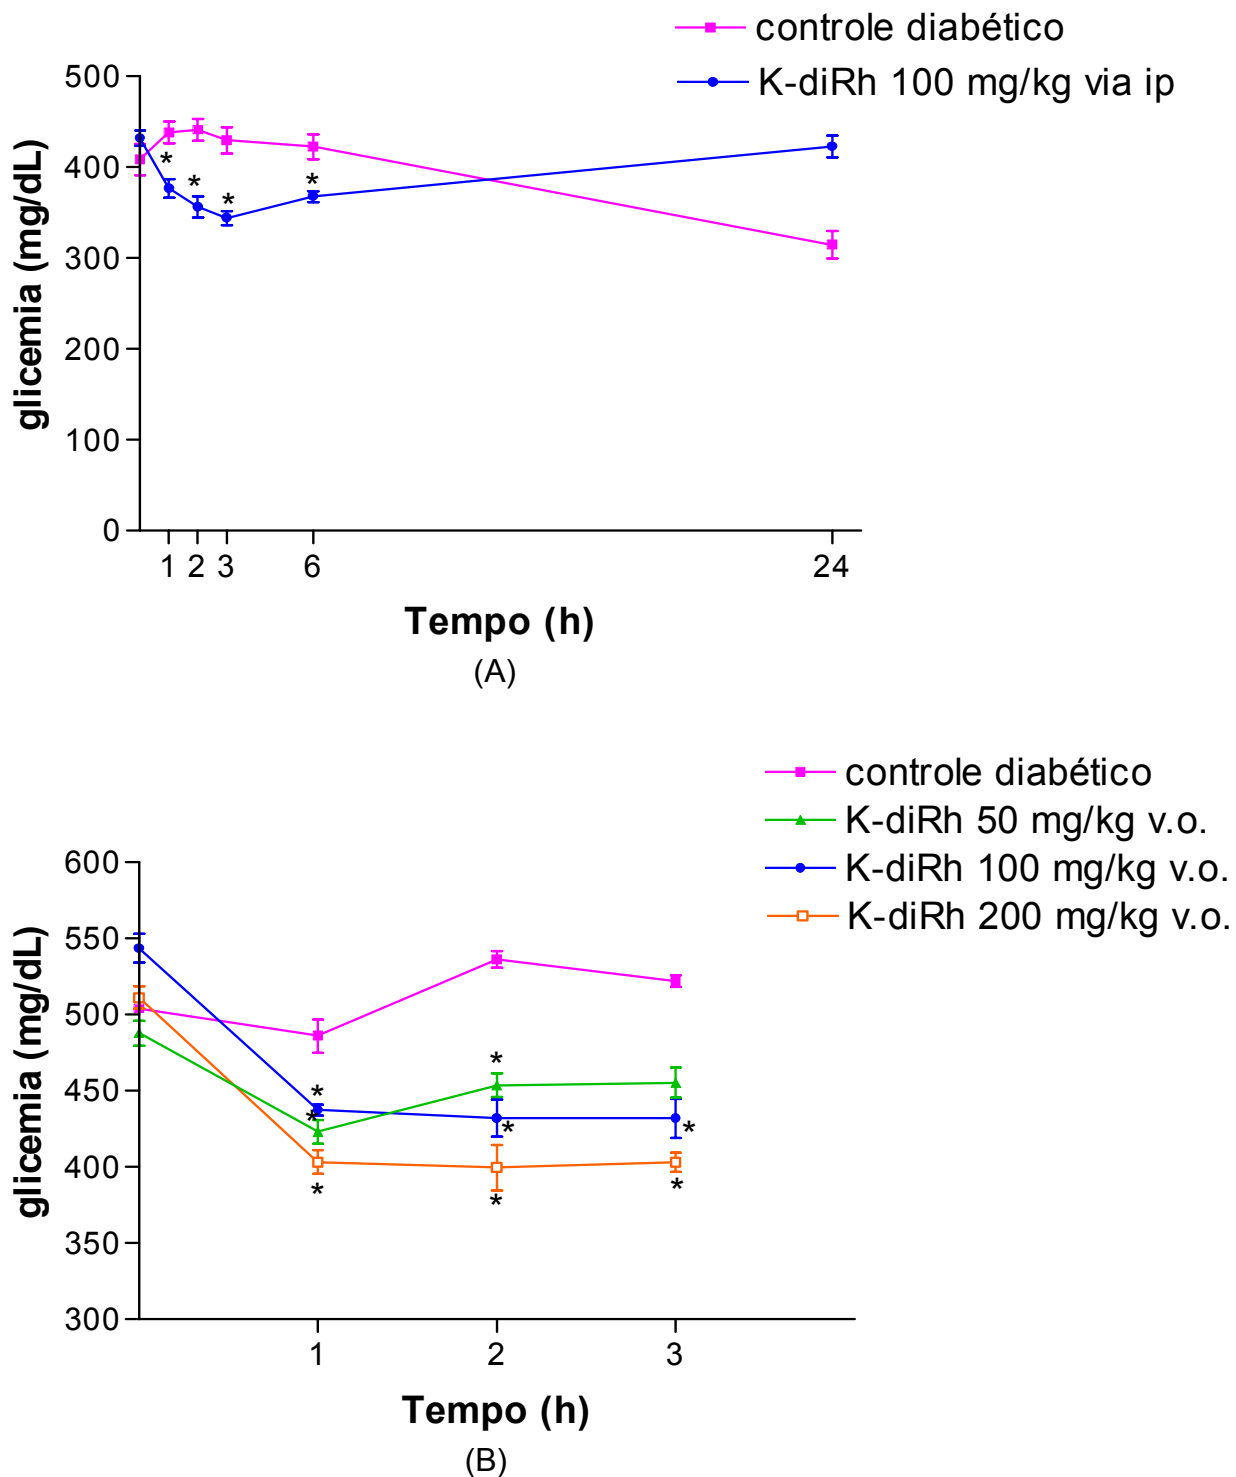 controle diabético
K-diRh 100 mg/kg via ip
500
400
300
200
100
0
glicemia (mg/dL)
* * * *
1 2 3 6 24
Tempo (h)
(A)
controle diabético
K-diRh 50 mg/kg v.o.
K-diRh 100 mg/kg v.o.
K-diRh 200 mg/kg v.o.
600
550
500
450
400
350
300
glicemia (mg/dL)
* * * * * * * *
1 2 3
Tempo (h)
(B)